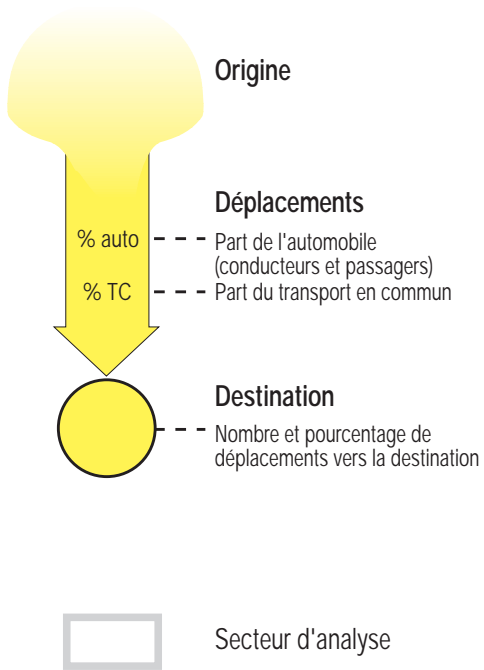 Origine
Déplacements
% auto
Part de l'automobile
(conducteurs et passagers)
% TC
Part du transport en commun
Destination
Nombre et pourcentage de
déplacements vers la destination
Secteur d'analyse